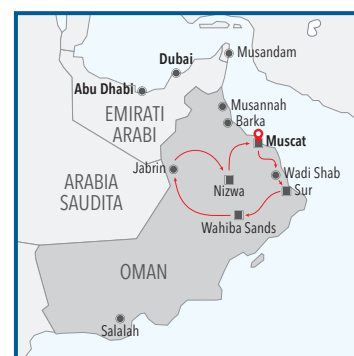 Musandam
Dubai
Abu Dhabi
EMIRATI
ARABI
Musannah
Barka
Muscat
Jabrin
Wadi Shab
ARABIA
SAUDITA
Nizwa
Sur
Wahiba Sands
OMAN
Salalah